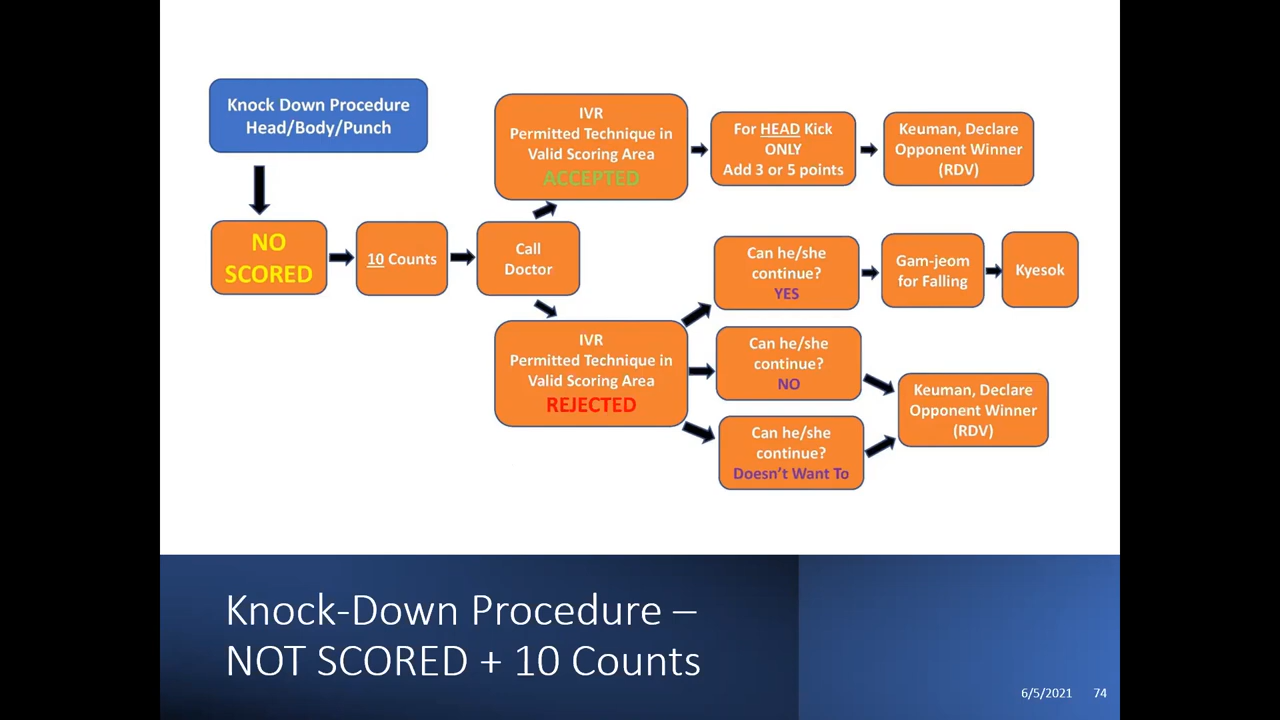 Knock Down Procedure
Head/Body/Punch
NO
SCORED
10 Counts
Call
Doctor
IVR
Permitted Technique in
Valid Scoring Area
ACCEPTED
For HEAD Kick
ONLY
Add 3 or 5 points
Keuman, Declare
Opponent Winner
(RDV)
IVR
Permitted Technique in
Valid Scoring Area
REJECTED
Can he/she
continue?
YES
Gam-jeom
for Falling
Kyesok
Can he/she
continue?
NO
Can he/she
continue?
Doesn't Want To
Keuman, Declare
Opponent Winner
(RDV)
Knock-Down Procedure –
NOT SCORED + 10 Counts
6/5/2021
74